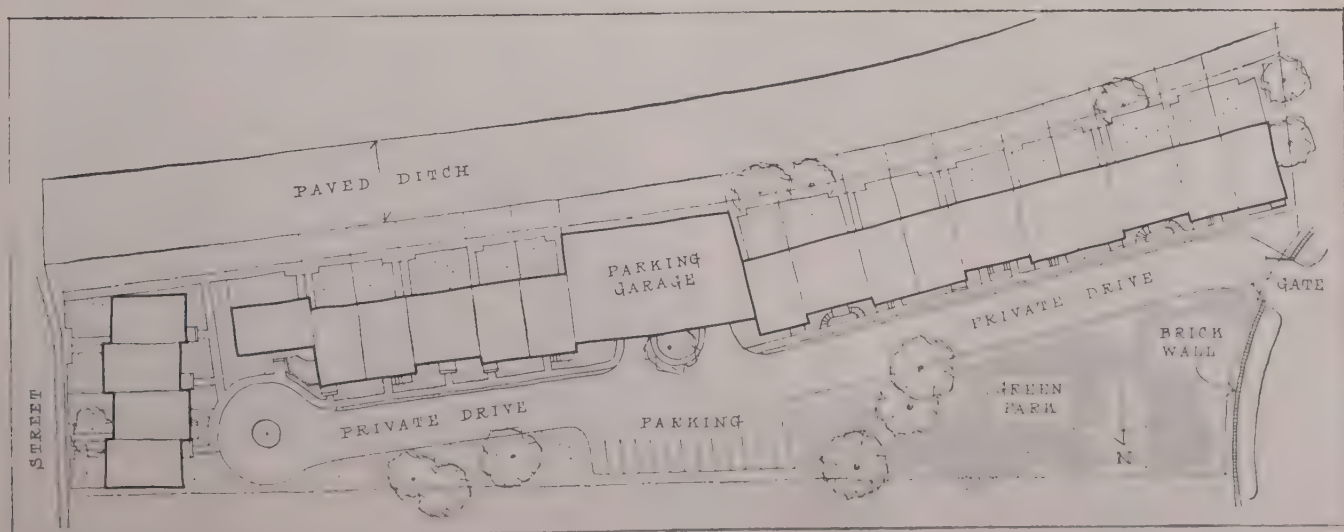 PAVED DITCH
PARKING
GARAGE
PRIVATE DRIVE
GATE
BRICK
WALL
GREEN
PARK
STREET
PRIVATE DRIVE
PARKING
N